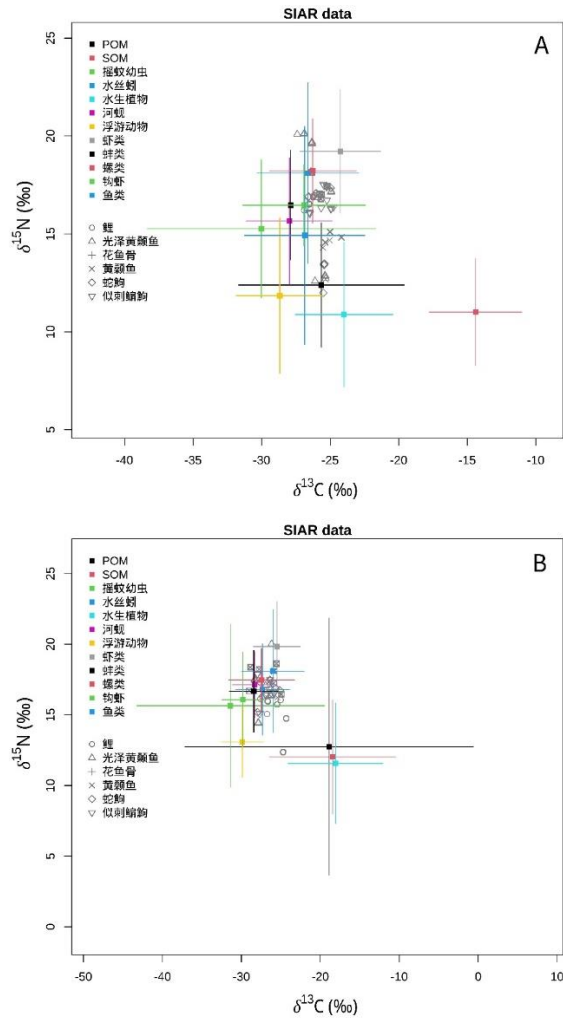 SIAR data
A
POM
SOM
摇蚊幼虫
水丝蚓
水生植物
河蚬
浮游动物
虾类
蚌类
螺类
钩虾
鱼类
鲤
光泽黄颡鱼
花鱼骨
黄颡鱼
蛇鮈
似刺鳊鮈
25
20
15
10
5
δ15N (‰)
-40 -35 -30 -25 -20 -15 -10
δ13C (‰)
SIAR data
B
POM
SOM
摇蚊幼虫
水丝蚓
水生植物
河蚬
浮游动物
虾类
蚌类
螺类
钩虾
鱼类
鲤
光泽黄颡鱼
花鱼骨
黄颡鱼
蛇鮈
似刺鳊鮈
25
20
15
10
5
0
δ15N (‰)
-50 -40 -30 -20 -10 0 10
δ13C (‰)